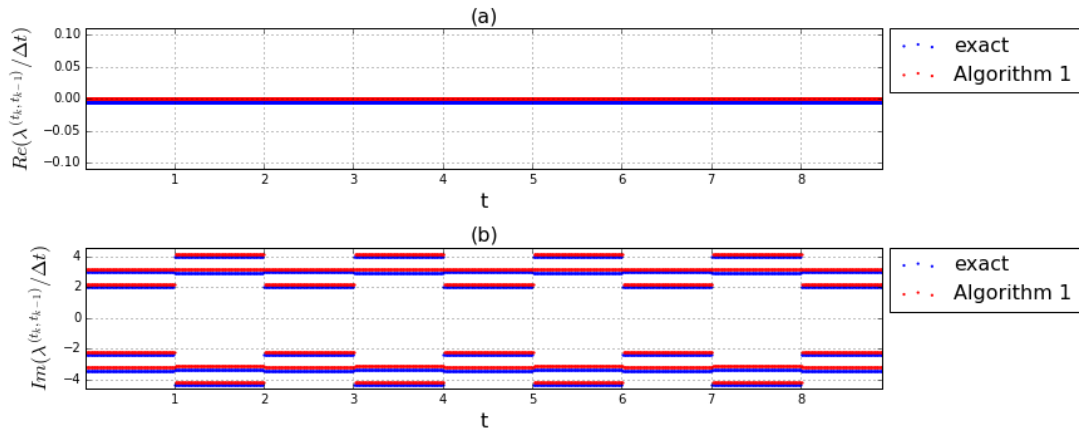 (a)
Re(λ^(t_k, t_{k−1})/Δt)
0.10
0.05
0.00
−0.05
−0.10
1 2 3 4 5 6 7 8
t
exact
Algorithm 1
(b)
Im(λ^(t_k, t_{k−1})/Δt)
4
2
0
−2
−4
1 2 3 4 5 6 7 8
t
exact
Algorithm 1